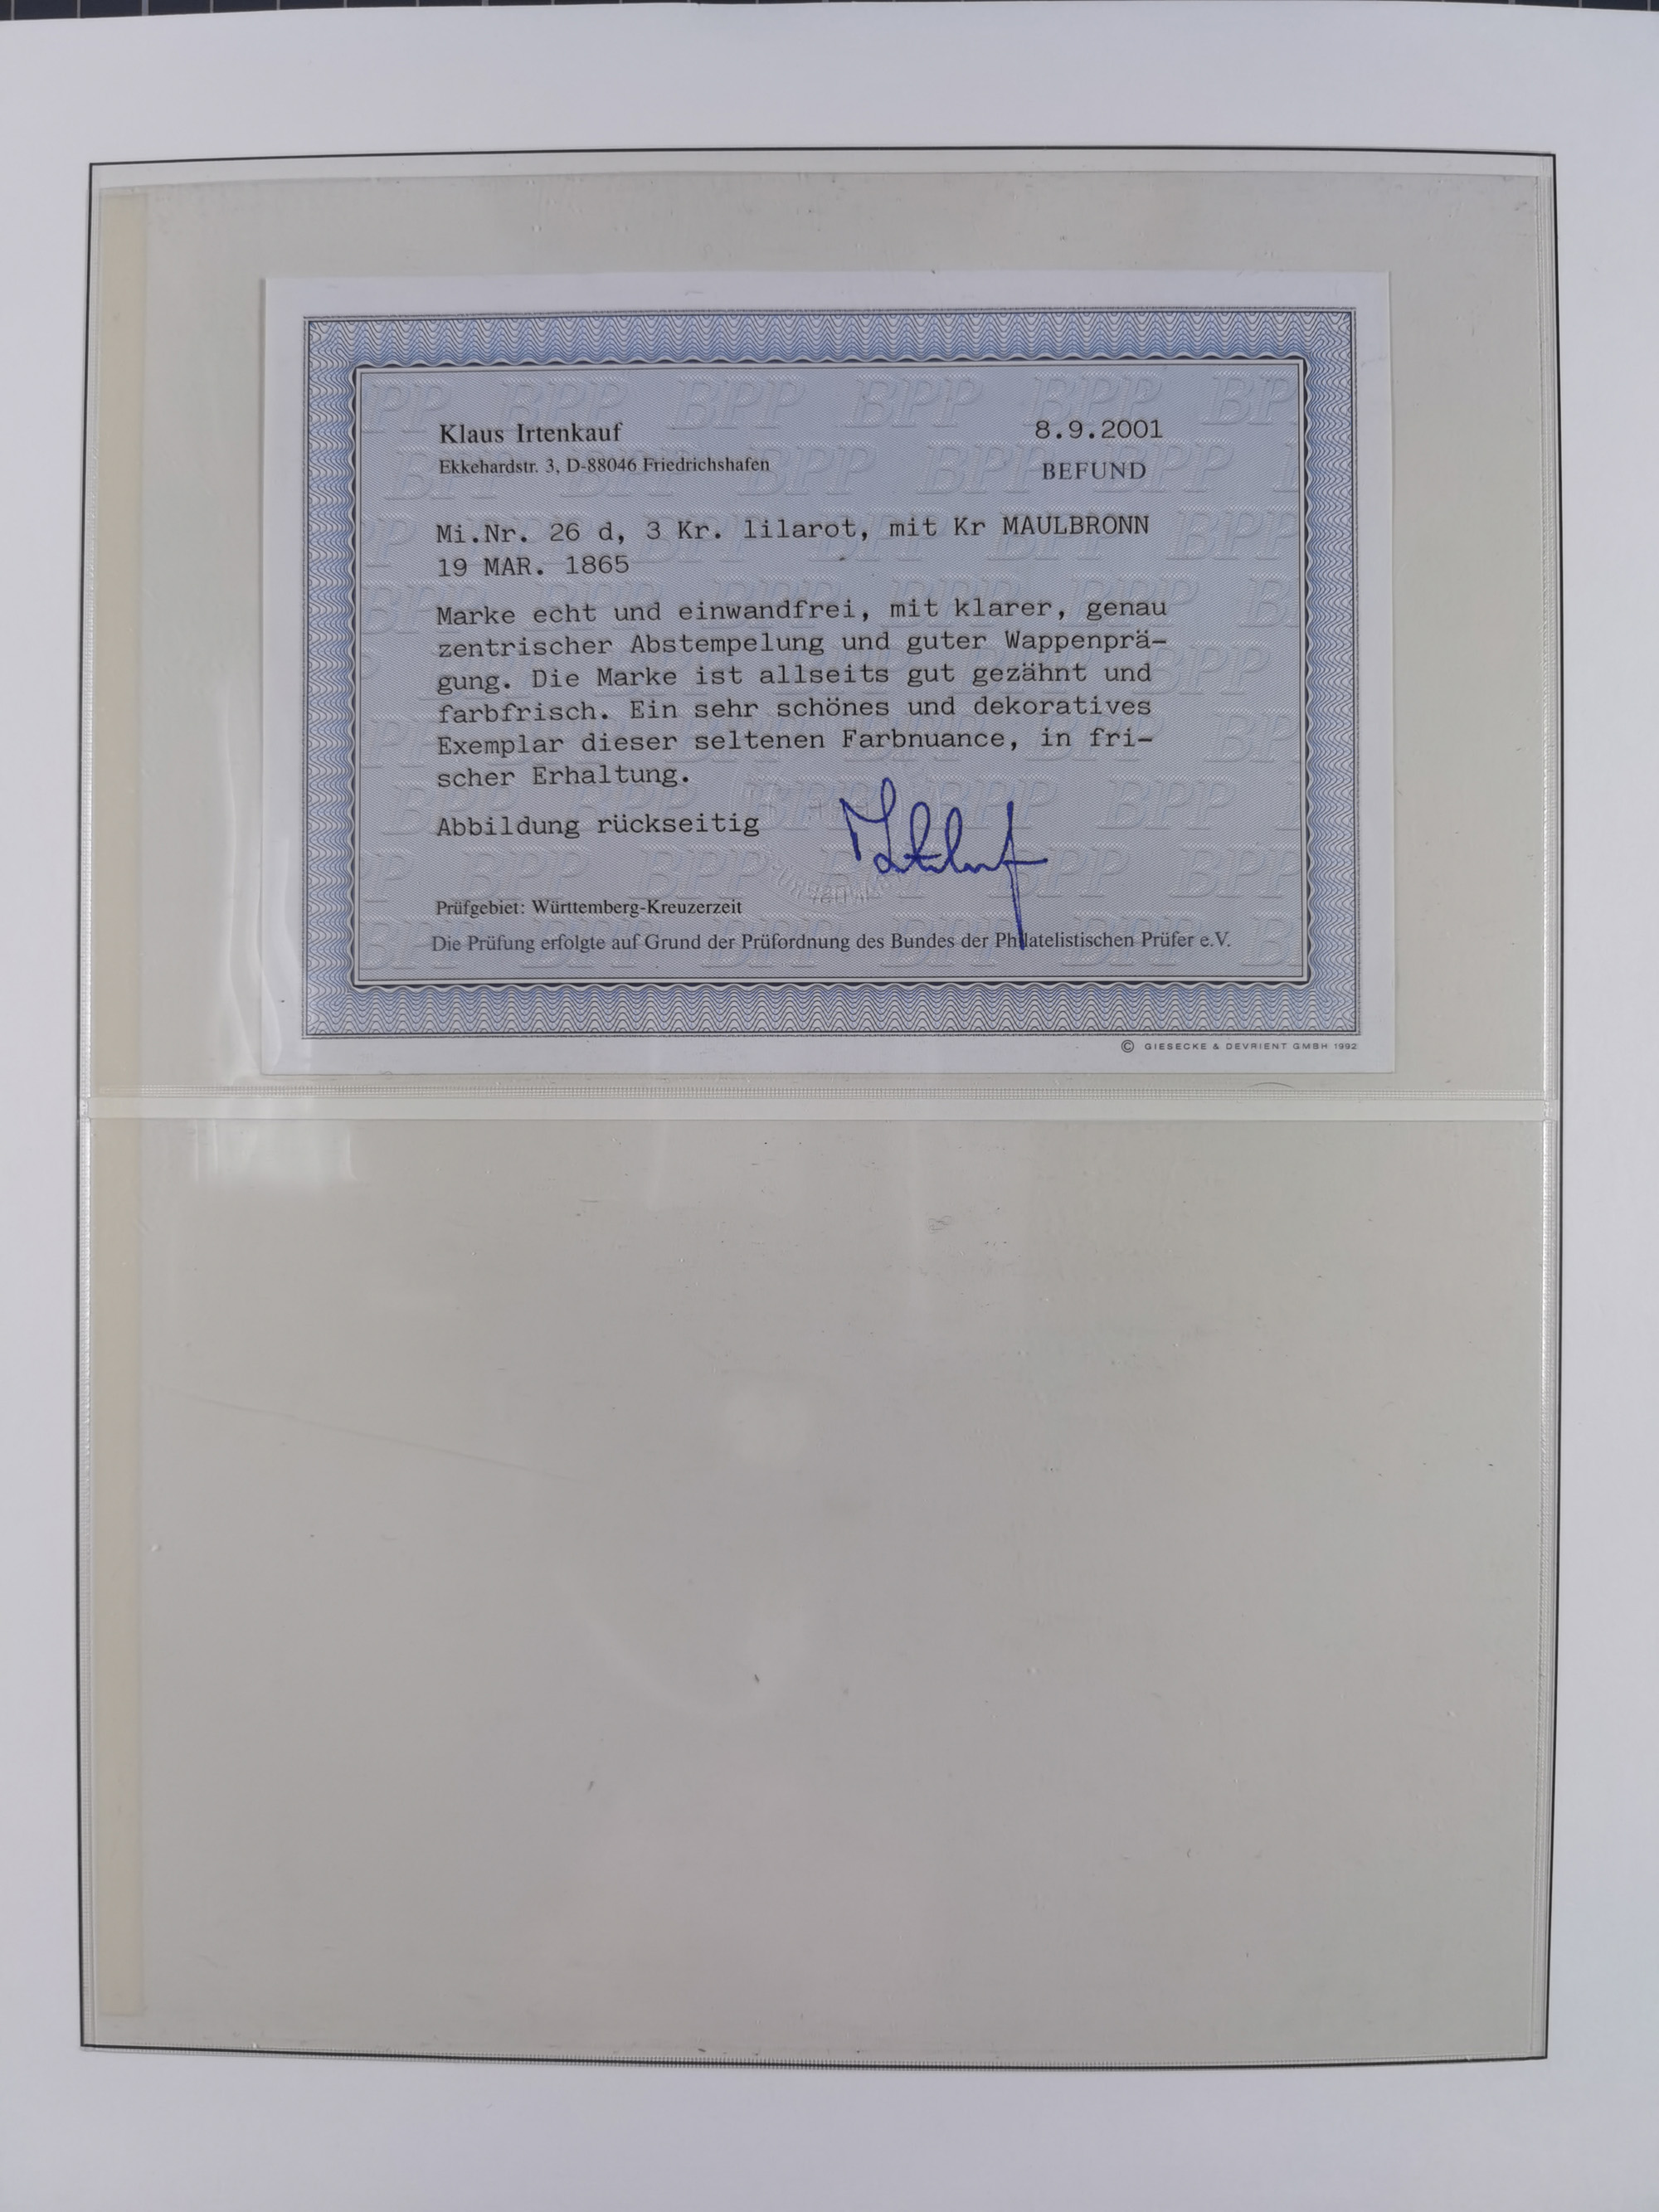 Klaus Irtenkauf
8.9.2001
Ekkehardstr. 3, D-88046 Friedrichshafen
BEFUND
Mi.Nr. 26 d, 3 Kr. lilarot, mit Kr MAULBRONN
19 MAR. 1865
Marke echt und einwandfrei, mit klarer, genau
zentrischer Abstempelung und guter Wappenprä-
gung. Die Marke ist allseits gut gezähnt und
farbfrisch. Ein sehr schönes und dekoratives
Exemplar dieser seltenen Farbnuance, in fri-
scher Erhaltung.
Abbildung rückseitig
Prüfgebiet: Württemberg-Kreuzerzeit
Die Prüfung erfolgte auf Grund der Prüfordnung des Bundes der Philatelistischen Prüfer e.V.
© GIESECKE & DEVRIENT GMBH 1992